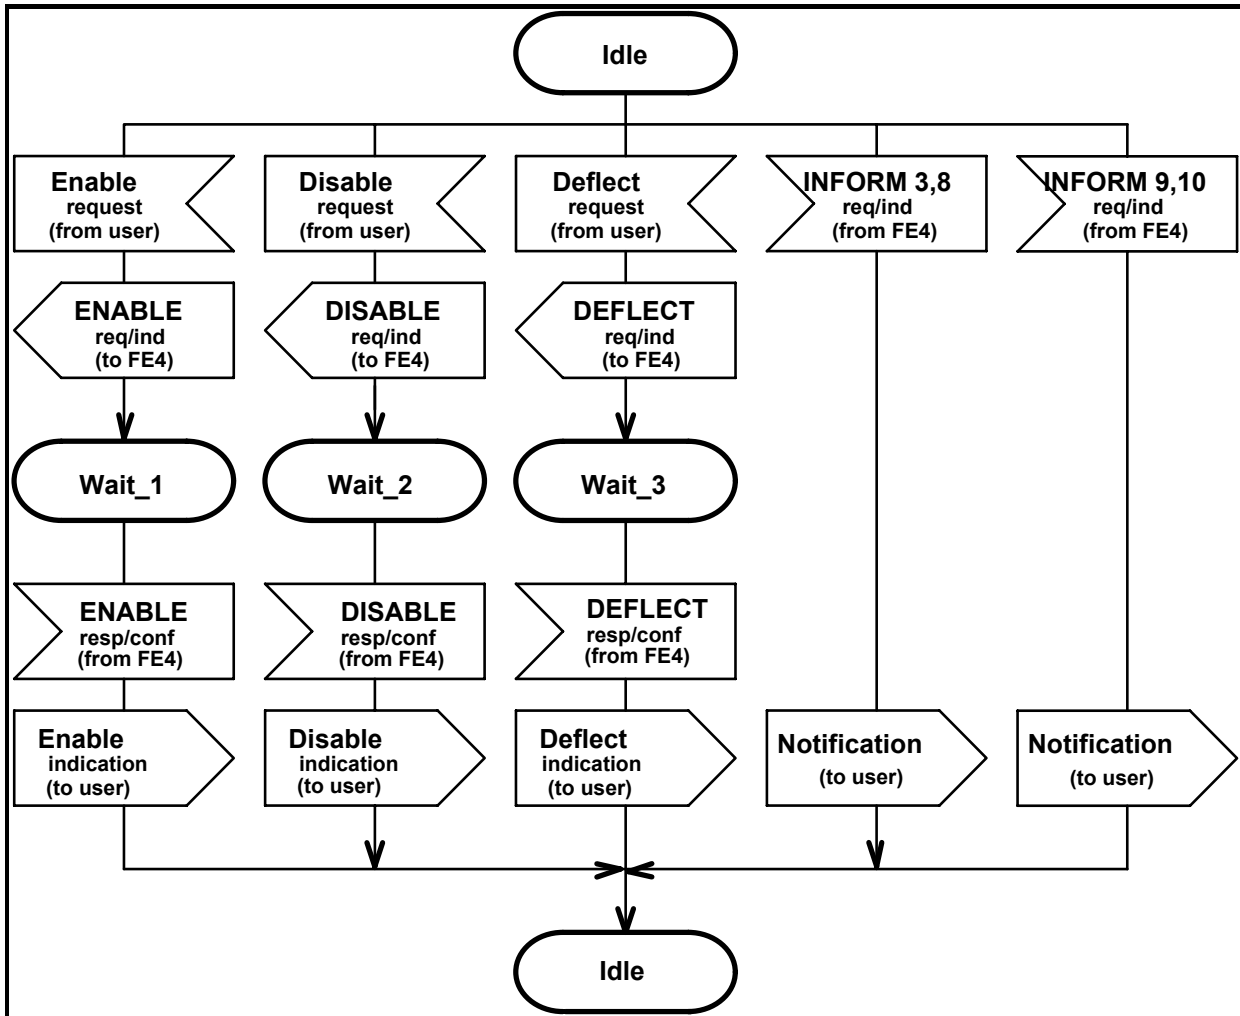 Idle
Enable
request
(from user)
Disable
request
(from user)
Deflect
request
(from user)
INFORM 3,8
req/ind
(from FE4)
INFORM 9,10
req/ind
(from FE4)
ENABLE
req/ind
(to FE4)
DISABLE
req/ind
(to FE4)
DEFLECT
req/ind
(to FE4)
Wait_1
Wait_2
Wait_3
ENABLE
resp/conf
(from FE4)
DISABLE
resp/conf
(from FE4)
DEFLECT
resp/conf
(from FE4)
Enable
indication
(to user)
Disable
indication
(to user)
Deflect
indication
(to user)
Notification
(to user)
Notification
(to user)
Idle